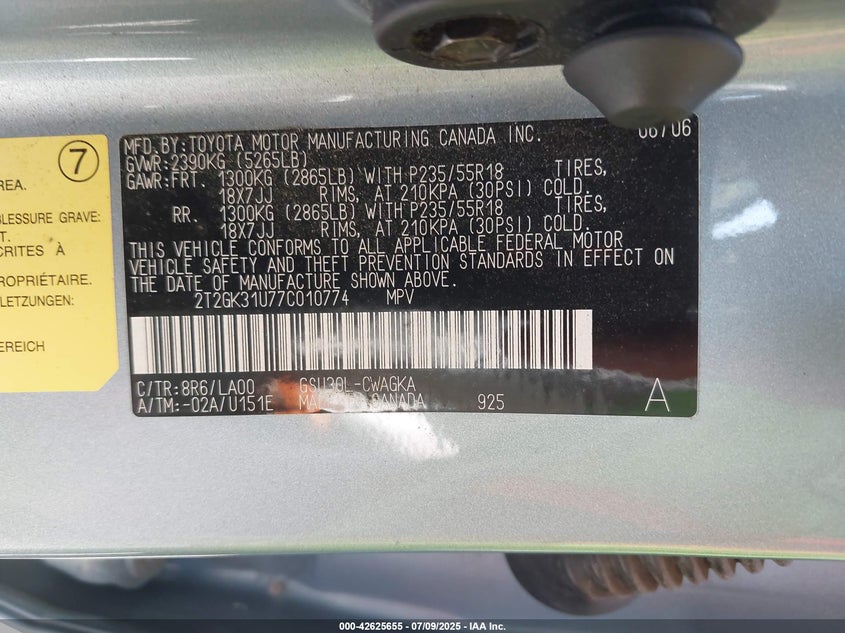 7
REA.
BLESSURE GRAVE:
T.
CRITES À
PROPRIÉTAIRE.
LETZUNGEN:
BEREICH
MFD. BY: TOYOTA MOTOR MANUFACTURING CANADA INC. 06/06
GVWR: 2390KG (5265LB)
GAWR: FRT. 1300KG (2865LB) WITH P235/55R18 TIRES,
18X7JJ RIMS, AT 210KPA (30PSI) COLD.
RR. 1300KG (2865LB) WITH P235/55R18 TIRES,
18X7JJ RIMS, AT 210KPA (30PSI) COLD.
THIS VEHICLE CONFORMS TO ALL APPLICABLE FEDERAL MOTOR
VEHICLE SAFETY AND THEFT PREVENTION STANDARDS IN EFFECT ON
THE DATE OF MANUFACTURE SHOWN ABOVE.
2T2GK31U77C010774 MPV
C/TR: 8R6/LA00 GSU30L-CWAGKA
A/TM: -02A/U151E CANADA 925 A
000-42625655 / 07/09/2025 - IAA Inc.